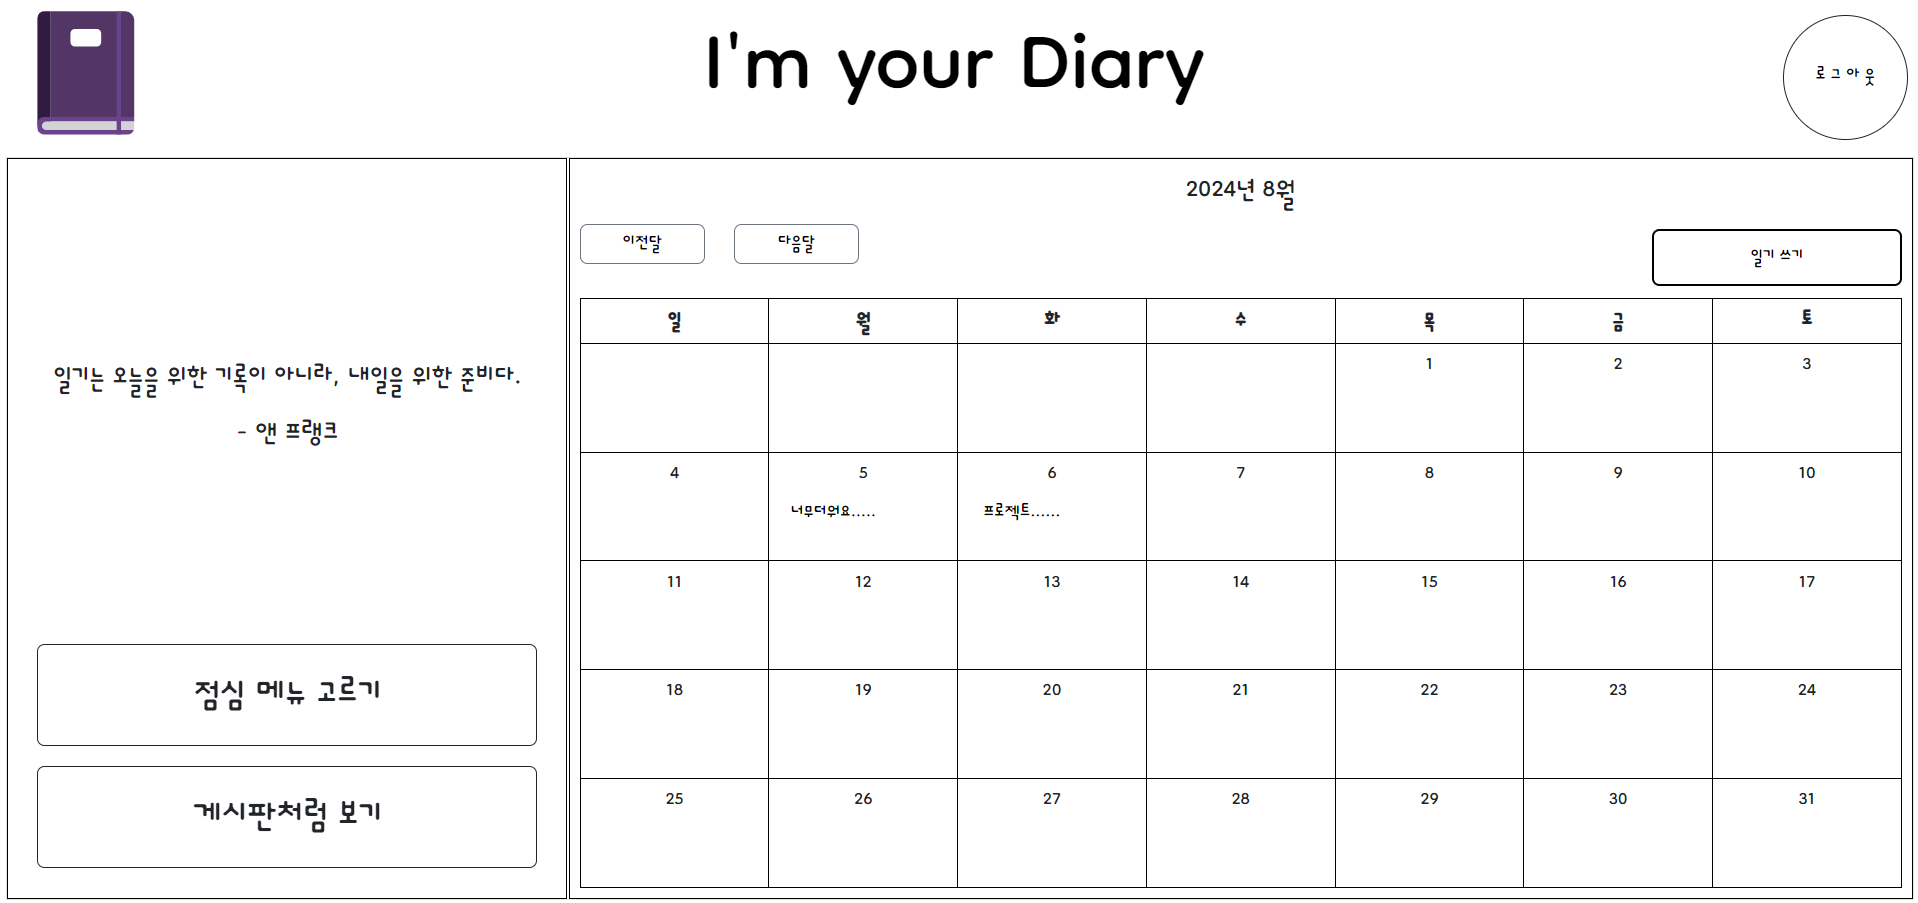 I'm your Diary
로그아웃
일기는 오늘을 위한 기록이 아니라, 내일을 위한 준비다.
- 앤 프랭크
점심 메뉴 고르기
게시판처럼 보기
2024년 8월
이전달 다음달 일기 쓰기
일 월 화 수 목 금 토
1 2 3
4 5 6 7 8 9 10
너무더워요..... 프로젝트......
11 12 13 14 15 16 17
18 19 20 21 22 23 24
25 26 27 28 29 30 31